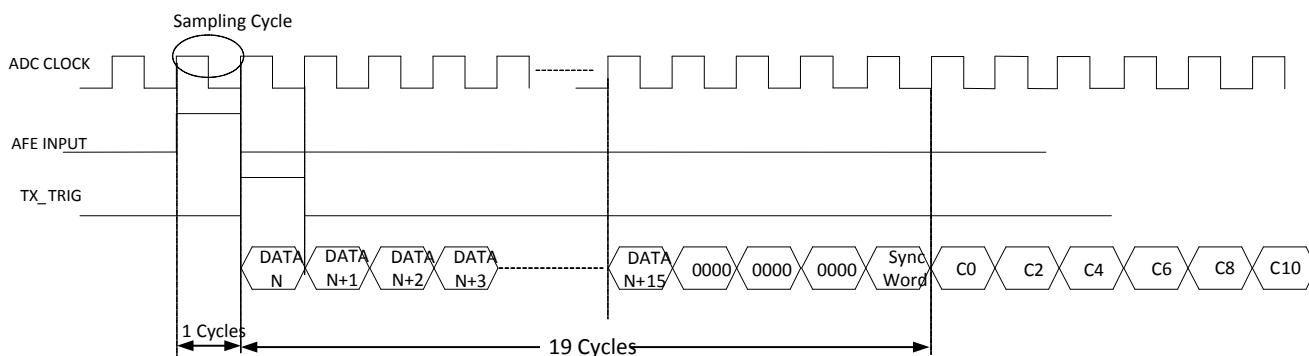 Sampling Cycle
ADC CLOCK
AFE INPUT
TX_TRIG
DATA
N
DATA
N+1
DATA
N+2
DATA
N+3
DATA
N+15
0000
0000
0000
Sync
Word
C0
C2
C4
C6
C8
C10
1 Cycles
19 Cycles